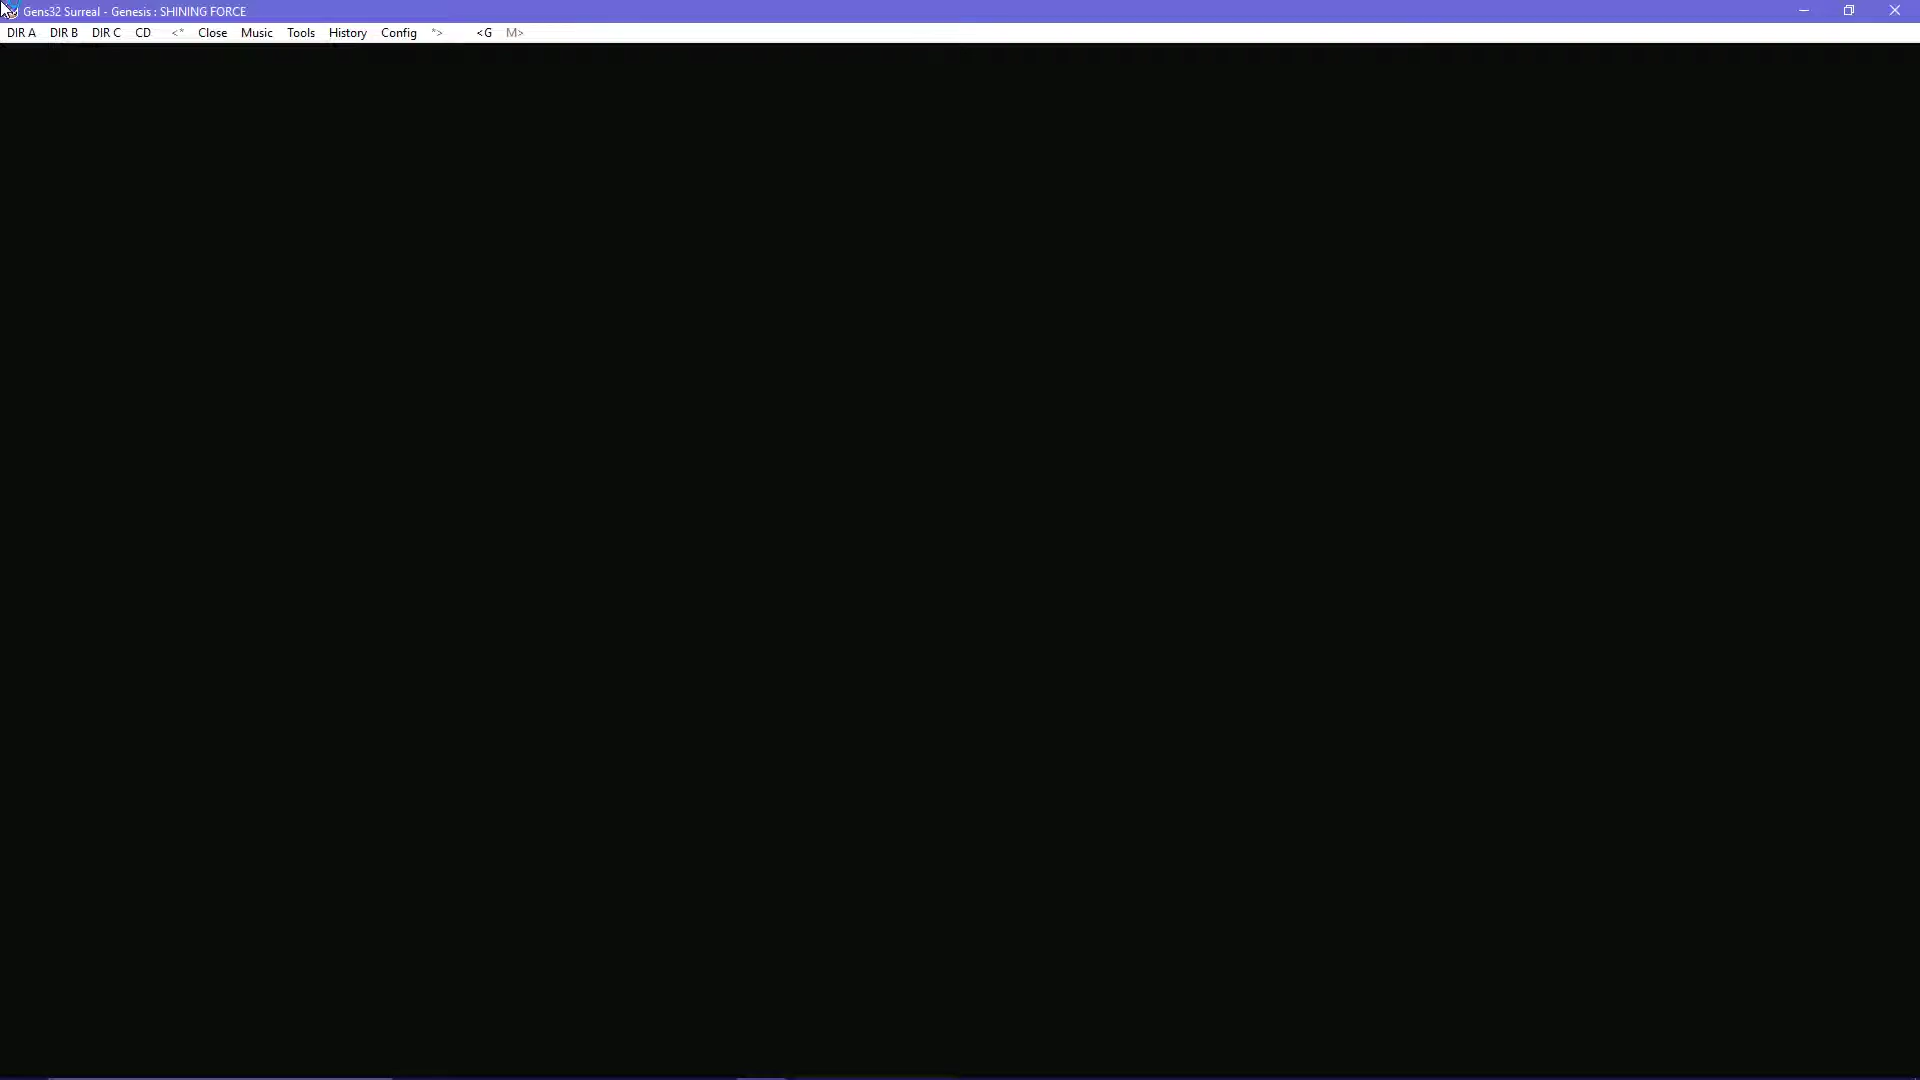 Gens32 Surreal - Genesis : SHINING FORCE
DIR A DIR B DIR C CD <* Close Music Tools History Config *> <G M>